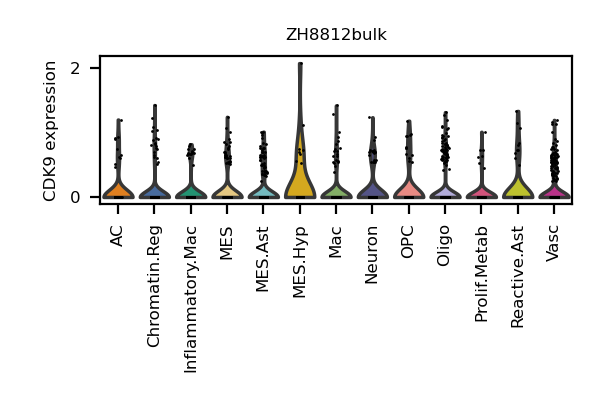 ZH8812bulk
CDK9 expression
2
0
AC
Chromatin.Reg
Inflammatory.Mac
MES
MES.Ast
MES.Hyp
Mac
Neuron
OPC
Oligo
Prolif.Metab
Reactive.Ast
Vasc